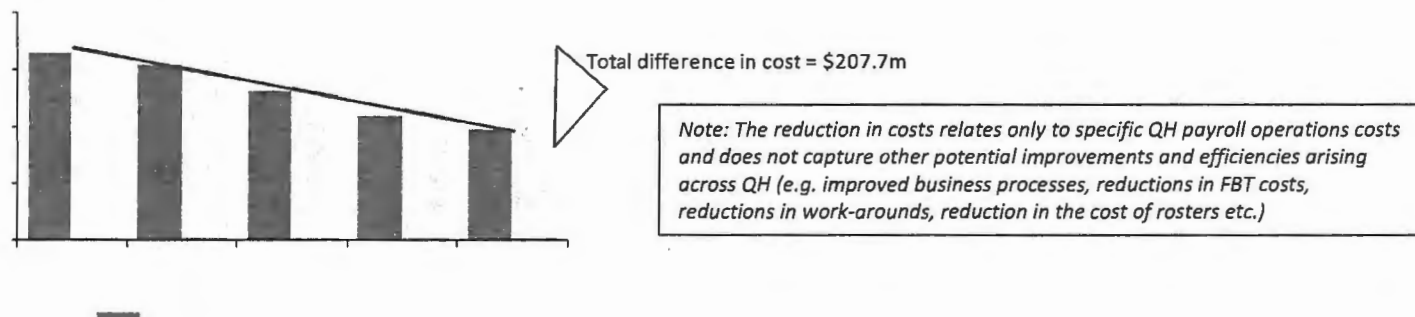 Total difference in cost = $207.7m
Note: The reduction in costs relates only to specific QH payroll operations costs
and does not capture other potential improvements and efficiencies arising
across QH (e.g. improved business processes, reductions in FBT costs,
reductions in work-arounds, reduction in the cost of rosters etc.)